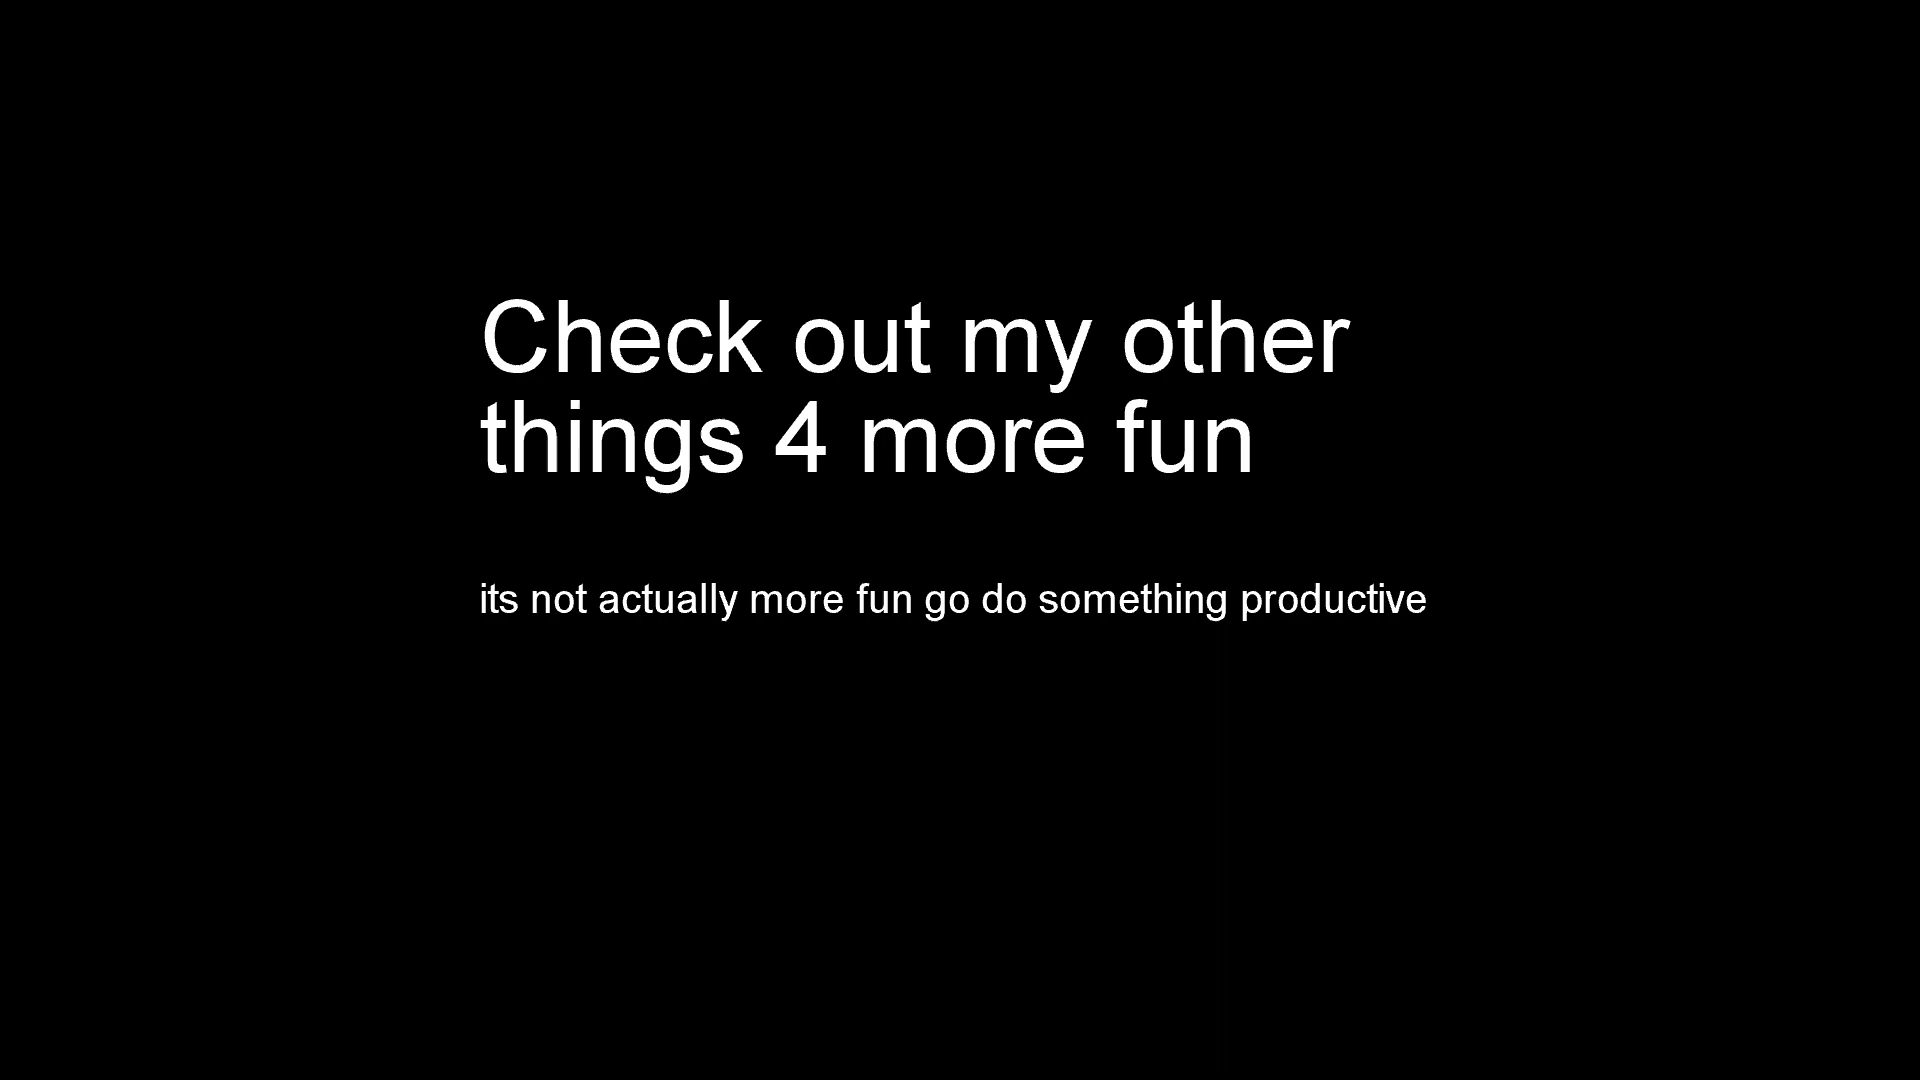 Check out my other
things 4 more fun
its not actually more fun go do something productive